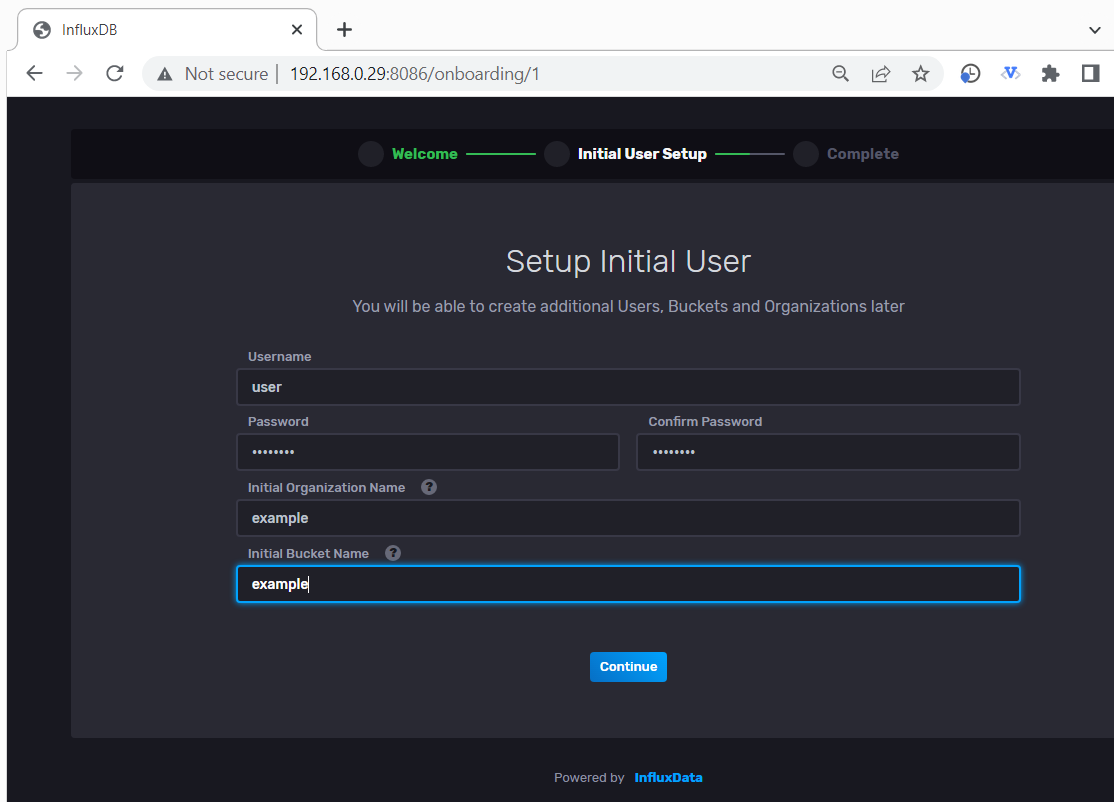 InfluxDB
Not secure | 192.168.0.29:8086/onboarding/1
Welcome Initial User Setup Complete
Setup Initial User
You will be able to create additional Users, Buckets and Organizations later
Username
user
Password Confirm Password
•••••••• ••••••••
Initial Organization Name ?
example
Initial Bucket Name ?
example
Continue
Powered by InfluxData